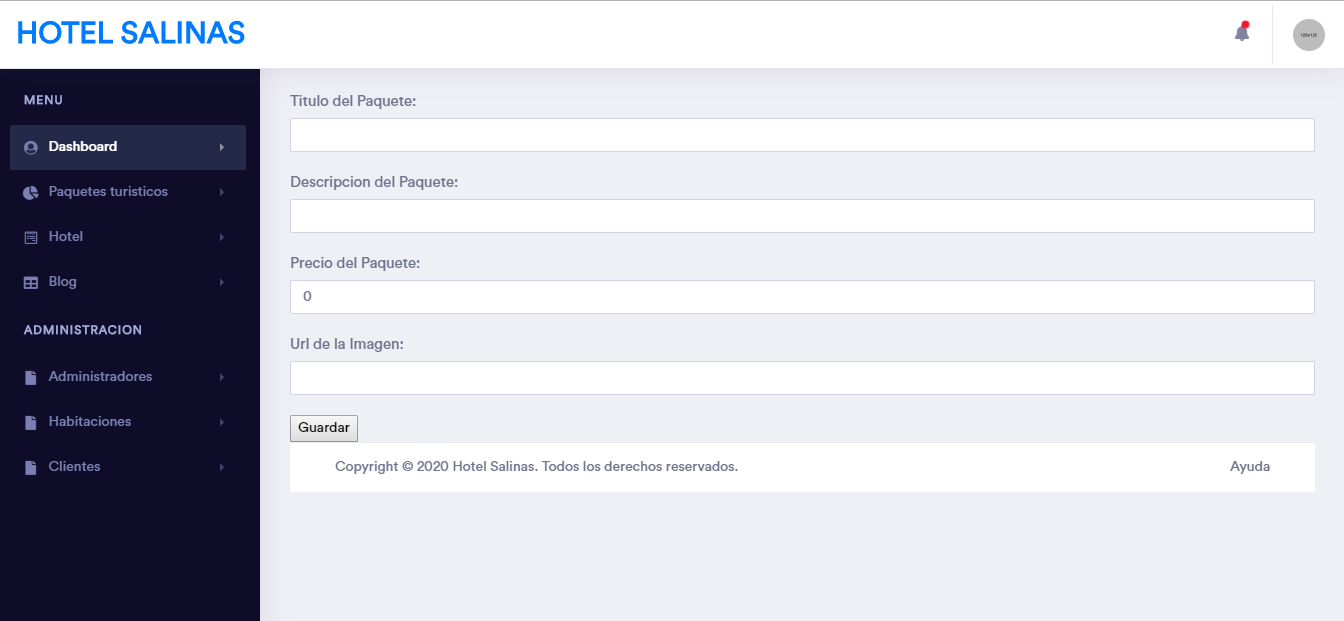 HOTEL SALINAS
MENU
Dashboard
Paquetes turisticos
Hotel
Blog
ADMINISTRACION
Administradores
Habitaciones
Clientes
Titulo del Paquete:
Descripcion del Paquete:
Precio del Paquete:
0
Url de la Imagen:
Guardar
Copyright © 2020 Hotel Salinas. Todos los derechos reservados.
Ayuda